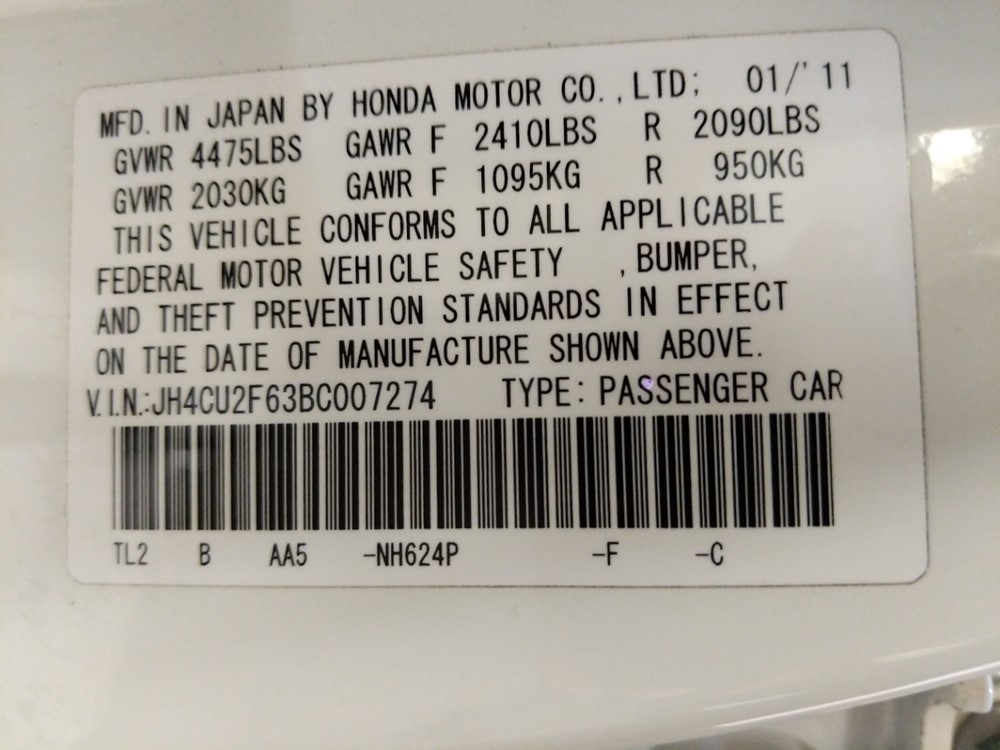 MFD. IN JAPAN BY HONDA MOTOR CO.,LTD; 01/'11
GVWR 4475LBS GAWR F 2410LBS R 2090LBS
GVWR 2030KG GAWR F 1095KG R 950KG
THIS VEHICLE CONFORMS TO ALL APPLICABLE
FEDERAL MOTOR VEHICLE SAFETY ,BUMPER,
AND THEFT PREVENTION STANDARDS IN EFFECT
ON THE DATE OF MANUFACTURE SHOWN ABOVE.
V.I.N.:JH4CU2F63BC007274 TYPE: PASSENGER CAR
TL2 B AA5 -NH624P -F -C